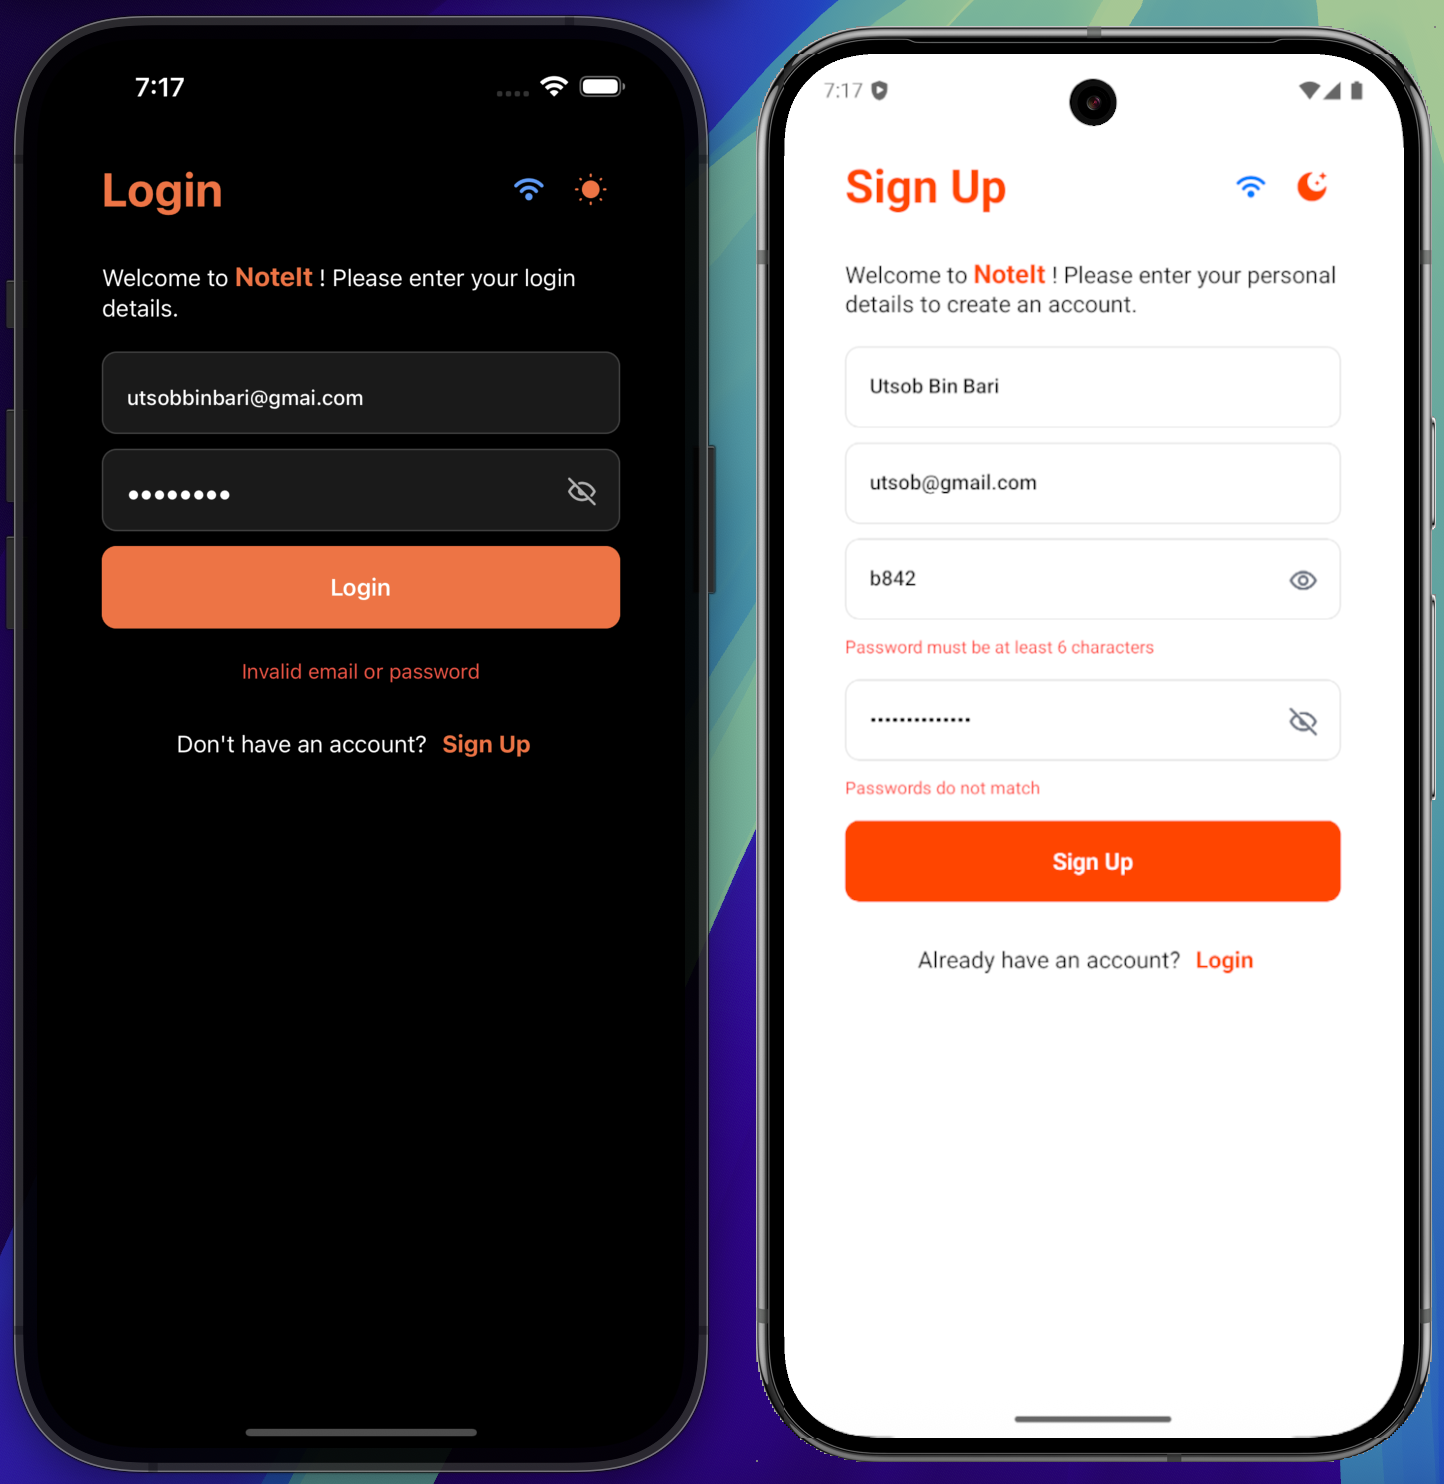 7:17
Login
Welcome to NoteIt ! Please enter your login
details.
utsobbinbari@gmai.com
••••••••
Login
Invalid email or password
Don't have an account? Sign Up
7:17
Sign Up
Welcome to NoteIt ! Please enter your personal
details to create an account.
Utsob Bin Bari
utsob@gmail.com
b842
Password must be at least 6 characters
••••••••••••••
Passwords do not match
Sign Up
Already have an account? Login